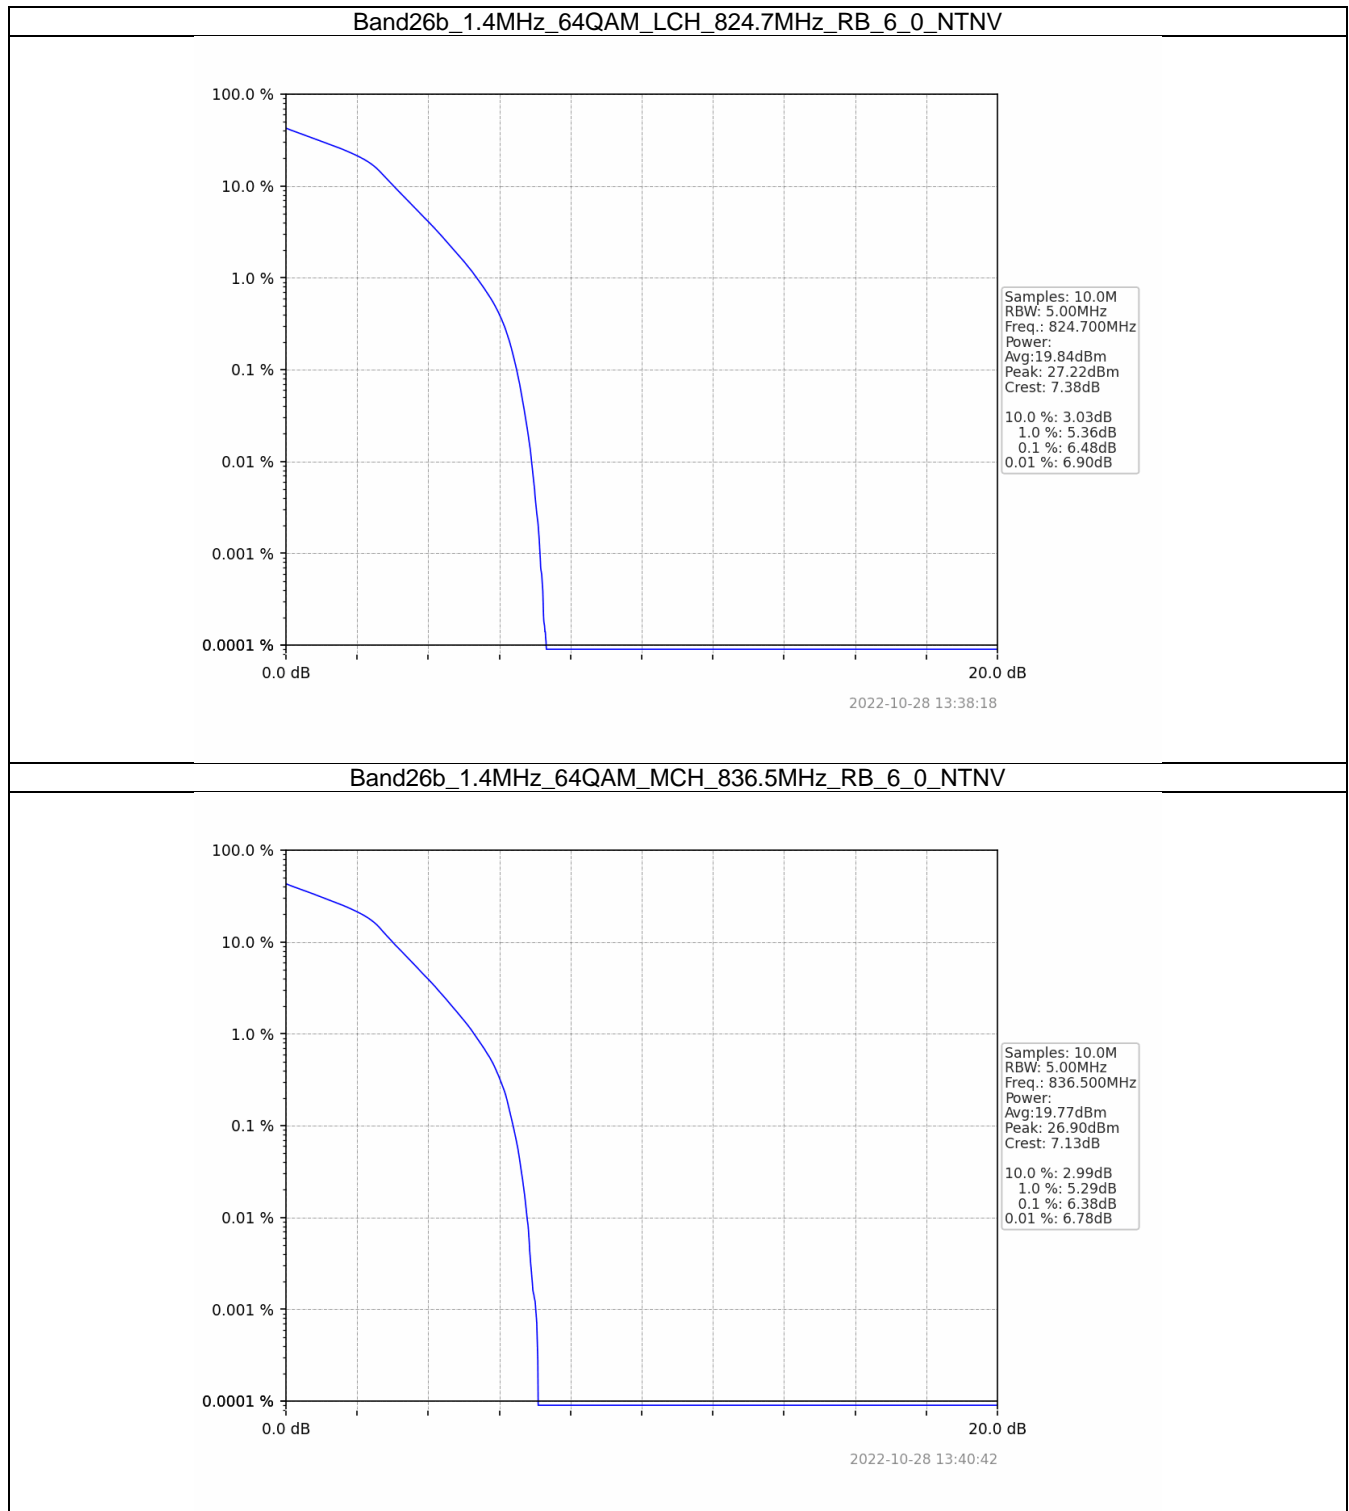 Band26b_1.4MHz_64QAM_LCH_824.7MHz_RB_6_0_NTNV
100.0 %
10.0 %
1.0 %
0.1 %
0.01 %
0.001 %
0.0001 %
0.0 dB
20.0 dB
Samples: 10.0M
RBW: 5.00MHz
Freq.: 824.700MHz
Power:
Avg:19.84dBm
Peak: 27.22dBm
Crest: 7.38dB
10.0 %: 3.03dB
1.0 %: 5.36dB
0.1 %: 6.48dB
0.01 %: 6.90dB
2022-10-28 13:38:18
Band26b_1.4MHz_64QAM_MCH_836.5MHz_RB_6_0_NTNV
100.0 %
10.0 %
1.0 %
0.1 %
0.01 %
0.001 %
0.0001 %
0.0 dB
20.0 dB
Samples: 10.0M
RBW: 5.00MHz
Freq.: 836.500MHz
Power:
Avg:19.77dBm
Peak: 26.90dBm
Crest: 7.13dB
10.0 %: 2.99dB
1.0 %: 5.29dB
0.1 %: 6.38dB
0.01 %: 6.78dB
2022-10-28 13:40:42